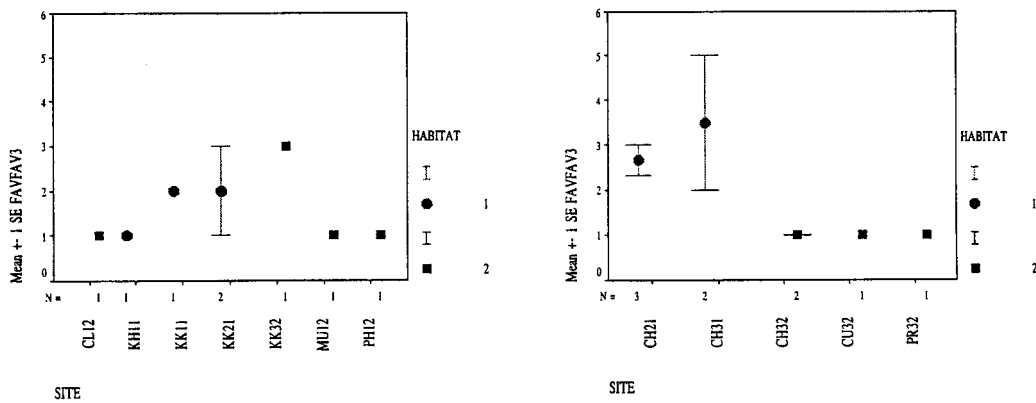 6
5
4
3
2
1
0
Mean +- 1 SE FAVFAV3
N = 1 1 1 2 1 1 1
CL12 KH11 KK11 KK21 KK32 MU12 PH12
SITE
HABITAT
1
2
6
5
4
3
2
1
0
Mean +- 1 SE FAVFAV3
N = 3 2 2 1 1
CH21 CH31 CH32 CU32 PR32
SITE
HABITAT
1
2